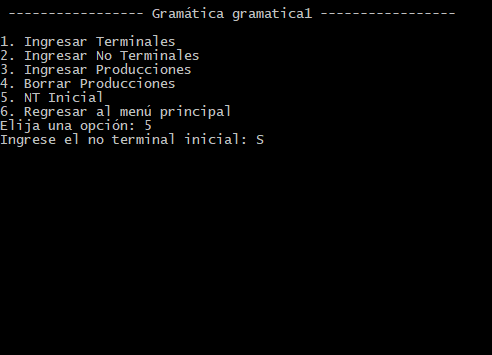 ----------------- Gramática gramatica1 -----------------
1. Ingresar Terminales
2. Ingresar No Terminales
3. Ingresar Producciones
4. Borrar Producciones
5. NT Inicial
6. Regresar al menú principal
Elija una opción: 5
Ingrese el no terminal inicial: S